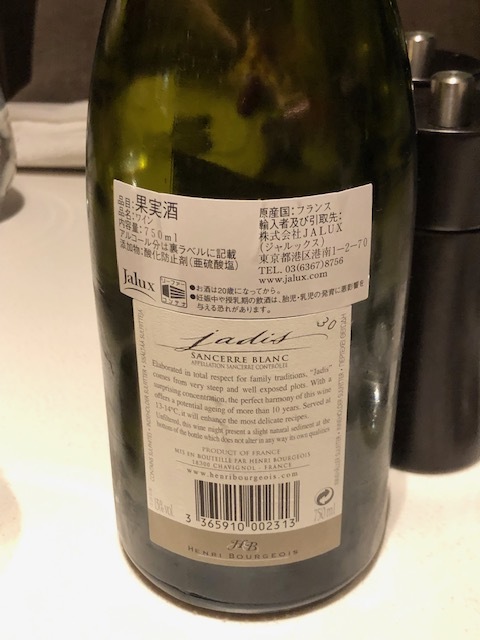 品目:果実酒
品名:ワイン
内容量:750ml
アルコール分は裏ラベルに記載
添加物:酸化防止剤(亜硫酸塩)
原産国:フランス
輸入者及び引取先:
株式会社JALUX
(ジャルックス)
東京都港区港南1-2-70
TEL.03(6367)8756
www.jalux.com
Jalux
●お酒は20歳になってから。
●妊娠中や授乳期の飲酒は、胎児・乳児の発育に悪影響を
与える恐れがあります。
jadis
30
SANCERRE BLANC
APPELLATION SANCERRE CONTRÔLÉE
Elaborated in total respect for family traditions, "Jadis"
comes from very steep and well exposed plots. With a
surprising concentration, the perfect harmony of this wine
offers a potential ageing of more than 10 years. Served at
13-14°C, it will enhance the most delicate recipes.
Unfiltered, this wine might present a slight natural sediment at the
bottom of the bottle which does not alter in any way its own qualities
PRODUCT OF FRANCE
MIS EN BOUTEILLE PAR HENRI BOURGEOIS
18300 CHAVIGNOL - FRANCE
www.henribourgeois.com
750 ml
3 365910 002313
HB
HENRI BOURGEOIS